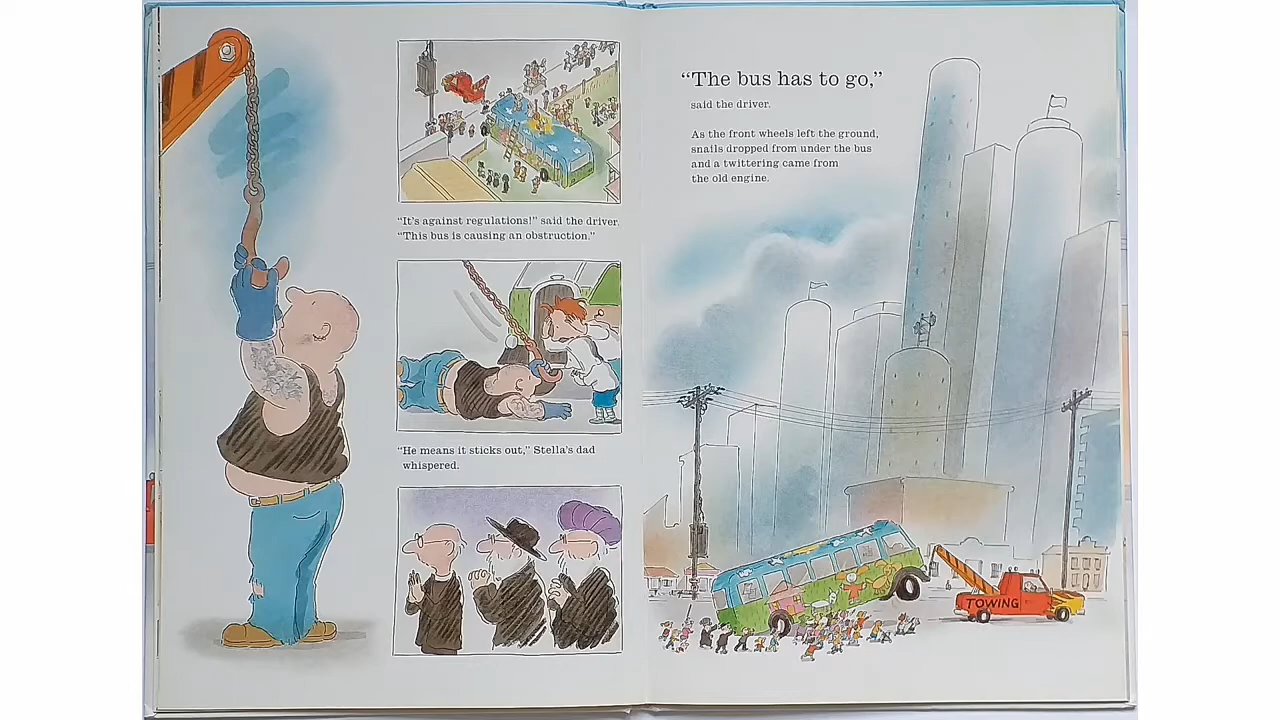 “It’s against regulations!” said the driver.
“This bus is causing an obstruction.”
“He means it sticks out,” Stella’s dad
whispered.
“The bus has to go,”
said the driver.
As the front wheels left the ground,
snails dropped from under the bus
and a twittering came from
the old engine.
TOWING